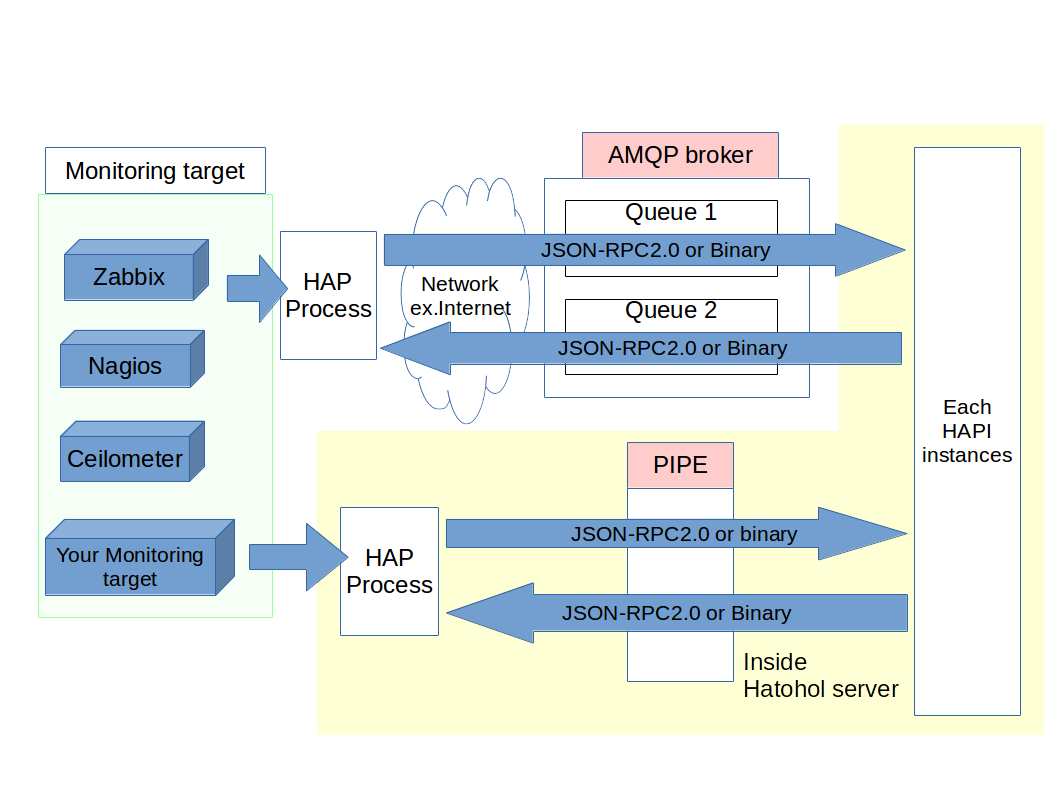 Monitoring target
Zabbix
Nagios
Ceilometer
Your Monitoring
target
HAP
Process
Network
ex.Internet
AMQP broker
Queue 1
JSON-RPC2.0 or Binary
Queue 2
JSON-RPC2.0 or Binary
Each
HAPI
instances
HAP
Process
PIPE
JSON-RPC2.0 or binary
JSON-RPC2.0 or Binary
Inside
Hatohol server